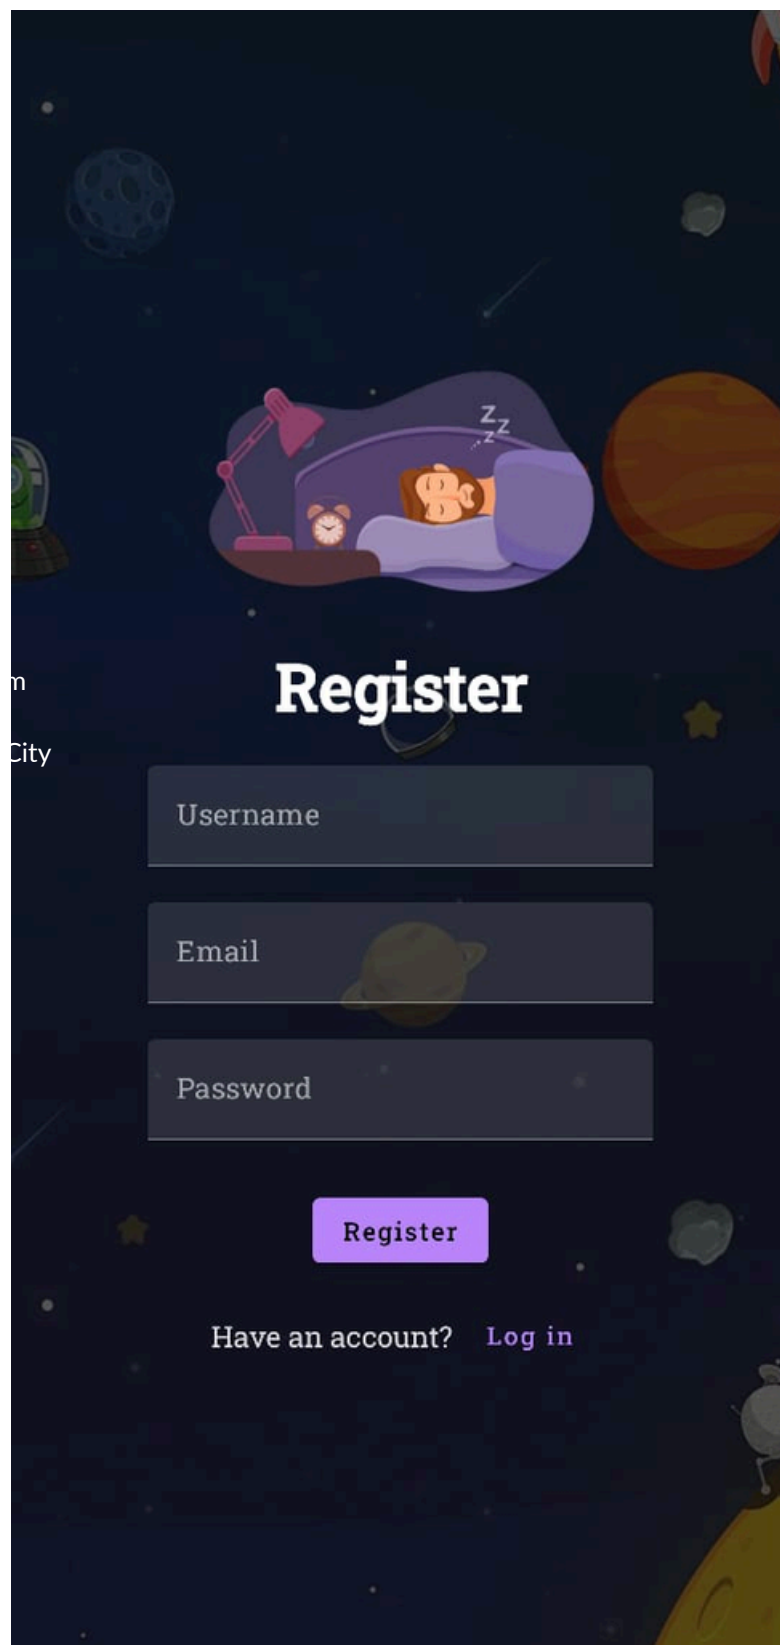 z
z
z
Register
m
City
Username
Email
Password
Register
Have an account? Log in